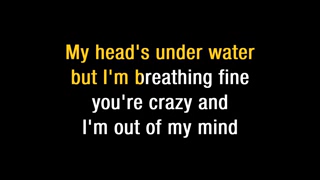 My head's under water
but I'm breathing fine
you're crazy and
I'm out of my mind